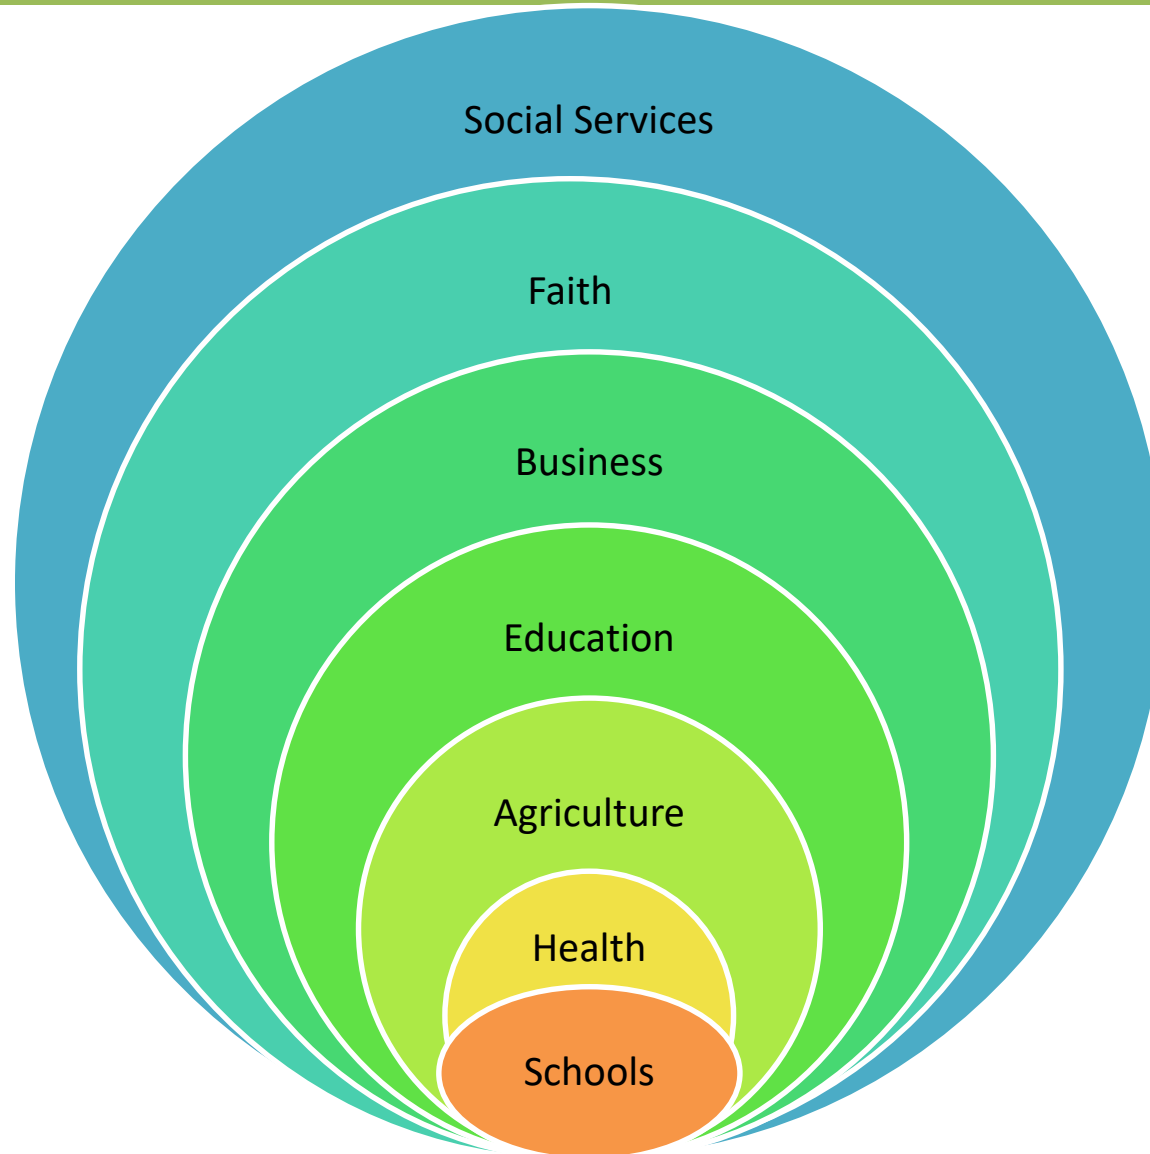 Social Services
Faith
Business
Education
Agriculture
Health
Schools